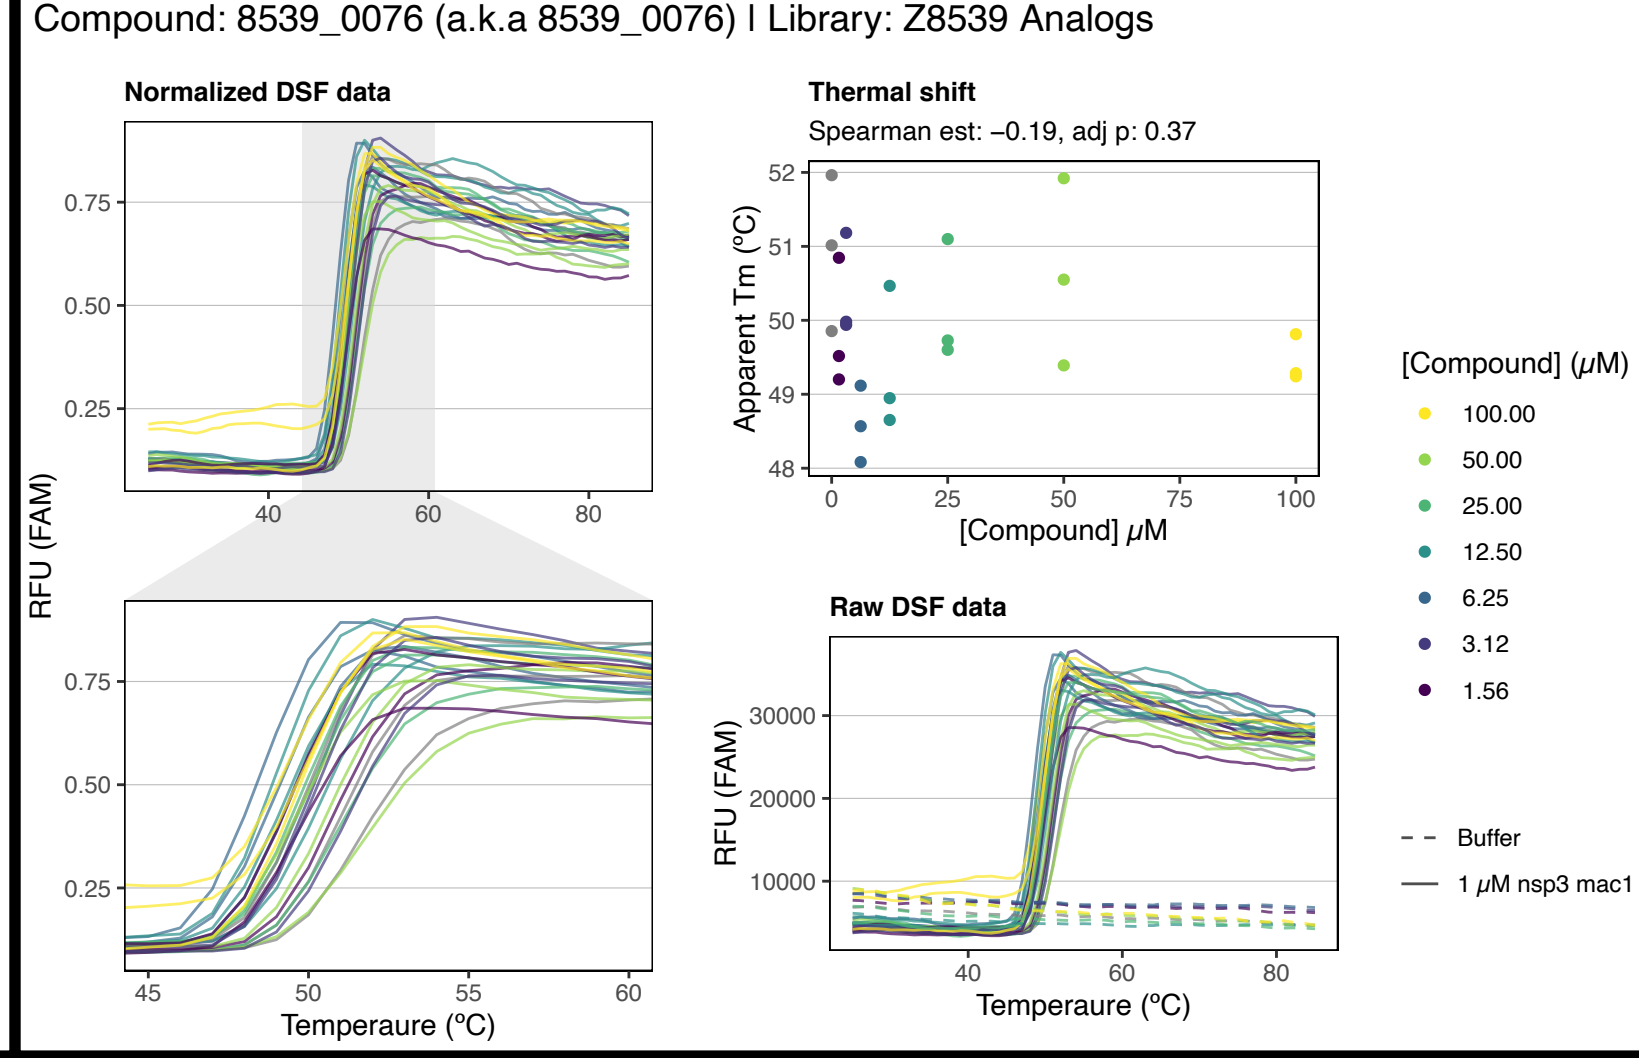 Compound: 8539_0076 (a.k.a 8539_0076) | Library: Z8539 Analogs
Normalized DSF data
0.75
0.50
0.25
40 60 80
RFU (FAM)
0.75
0.50
0.25
45 50 55 60
Temperaure (ºC)
Thermal shift
Spearman est: −0.19, adj p: 0.37
Apparent Tm (ºC)
52
51
50
49
48
0 25 50 75 100
[Compound] µM
Raw DSF data
RFU (FAM)
30000
20000
10000
40 60 80
Temperaure (ºC)
[Compound] (µM)
100.00
50.00
25.00
12.50
6.25
3.12
1.56
Buffer
1 µM nsp3 mac1